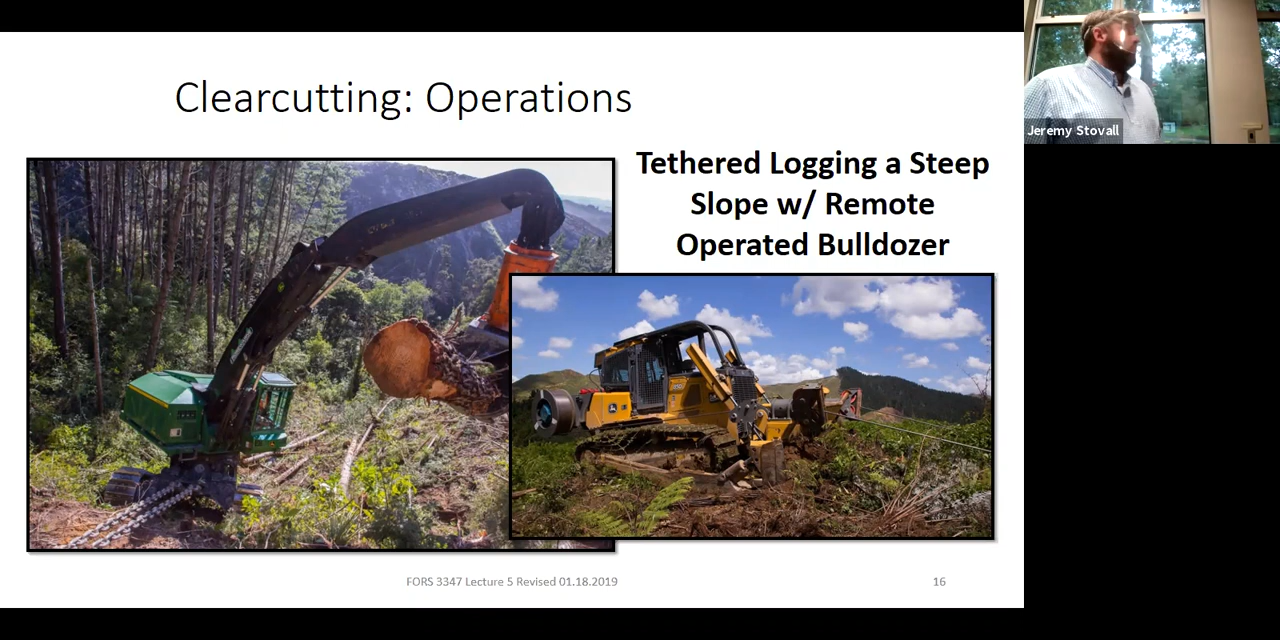 Clearcutting: Operations
Tethered Logging a Steep
Slope w/ Remote
Operated Bulldozer
Jeremy Stovall
FORS 3347 Lecture 5 Revised 01.18.2019
16